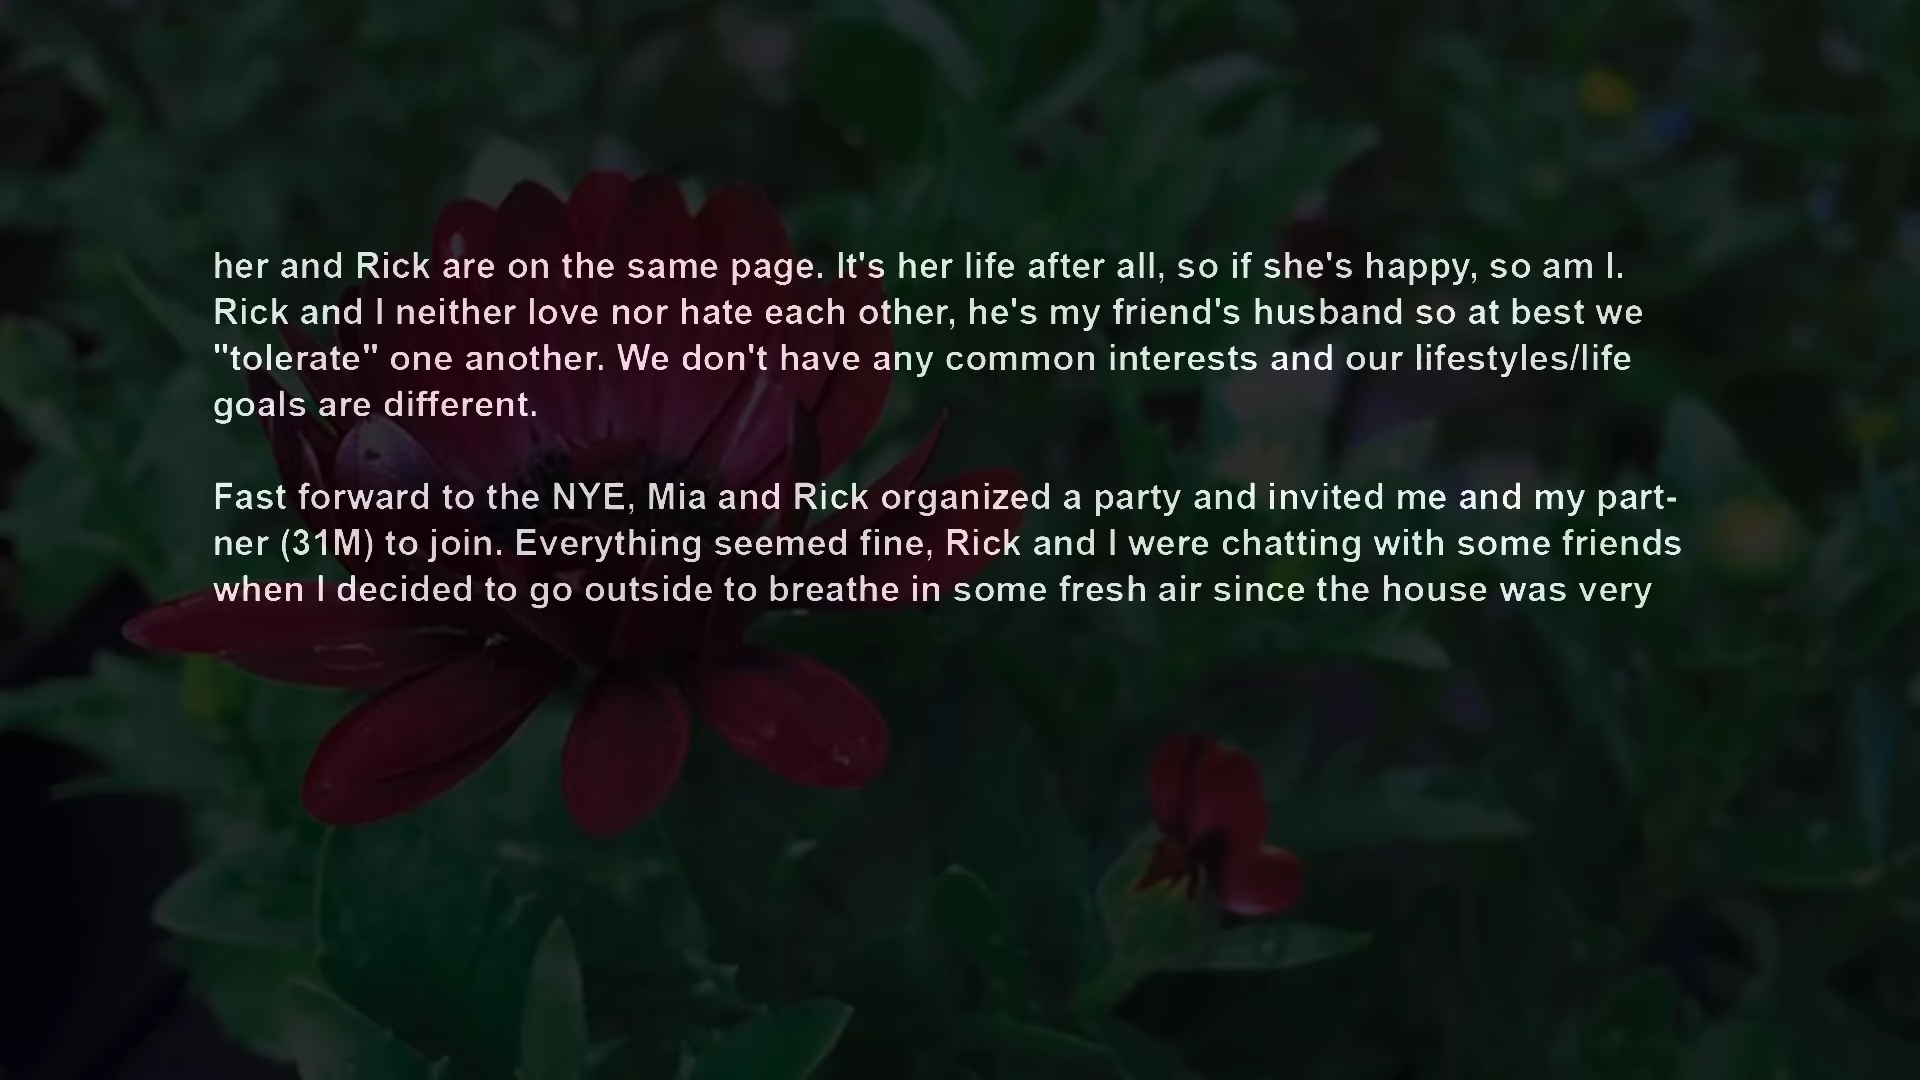 her and Rick are on the same page. It's her life after all, so if she's happy, so am I.
Rick and I neither love nor hate each other, he's my friend's husband so at best we
"tolerate" one another. We don't have any common interests and our lifestyles/life
goals are different.
Fast forward to the NYE, Mia and Rick organized a party and invited me and my part-
ner (31M) to join. Everything seemed fine, Rick and I were chatting with some friends
when I decided to go outside to breathe in some fresh air since the house was very